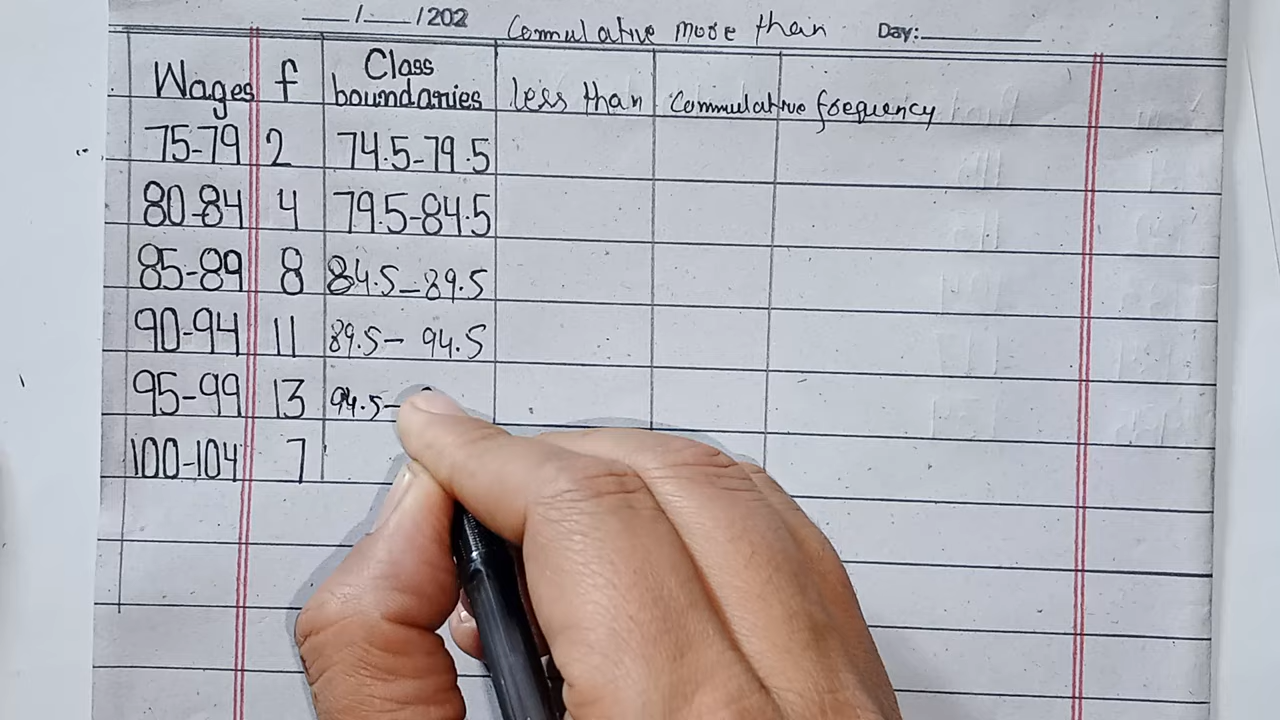 __/__/202 Commulative more than Day:
Wages f Class boundaries less than Commulative frequency
75-79 2 74.5-79.5
80-84 4 79.5-84.5
85-89 8 84.5-89.5
90-94 11 89.5-94.5
95-99 13 94.5-
100-104 7